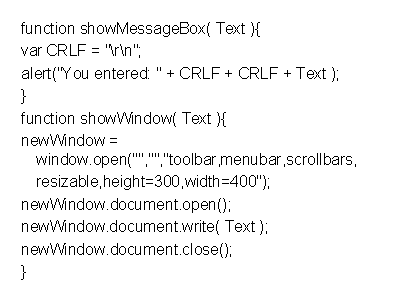 function showMessageBox( Text ){
var CRLF = "\r\n";
alert("You entered: " + CRLF + CRLF + Text );
}
function showWindow( Text ){
newWindow =
window.open("","","toolbar,menubar,scrollbars,
resizable,height=300,width=400");
newWindow.document.open();
newWindow.document.write( Text );
newWindow.document.close();
}